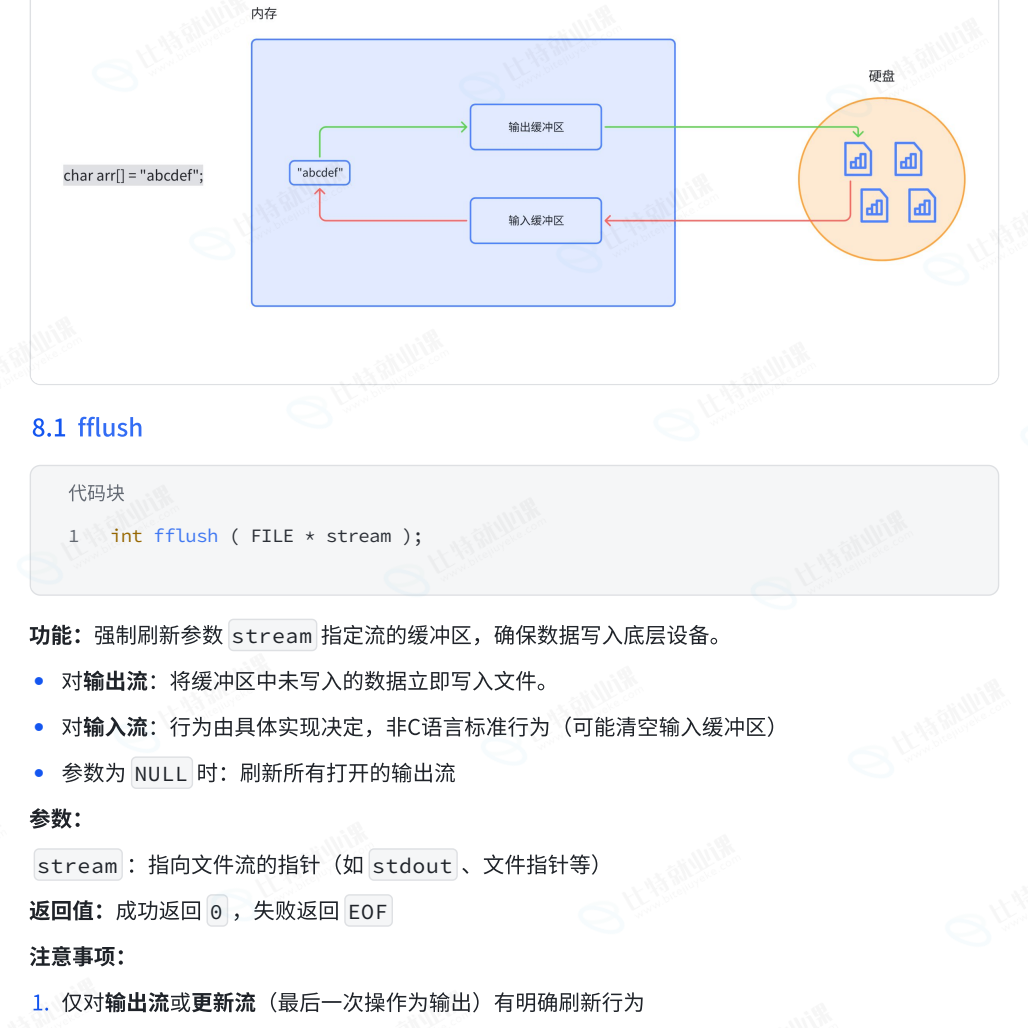 内存
硬盘
输出缓冲区
char arr[] = "abcdef";
"abcdef"
输入缓冲区
8.1 fflush
代码块
1 int fflush ( FILE * stream );
功能：强制刷新参数 stream 指定流的缓冲区，确保数据写入底层设备。
• 对输出流：将缓冲区中未写入的数据立即写入文件。
• 对输入流：行为由具体实现决定，非C语言标准行为（可能清空输入缓冲区）
• 参数为 NULL 时：刷新所有打开的输出流
参数：
stream ：指向文件流的指针（如 stdout 、文件指针等）
返回值：成功返回 0 ，失败返回 EOF
注意事项：
1. 仅对输出流或更新流（最后一次操作为输出）有明确刷新行为
比特就业课